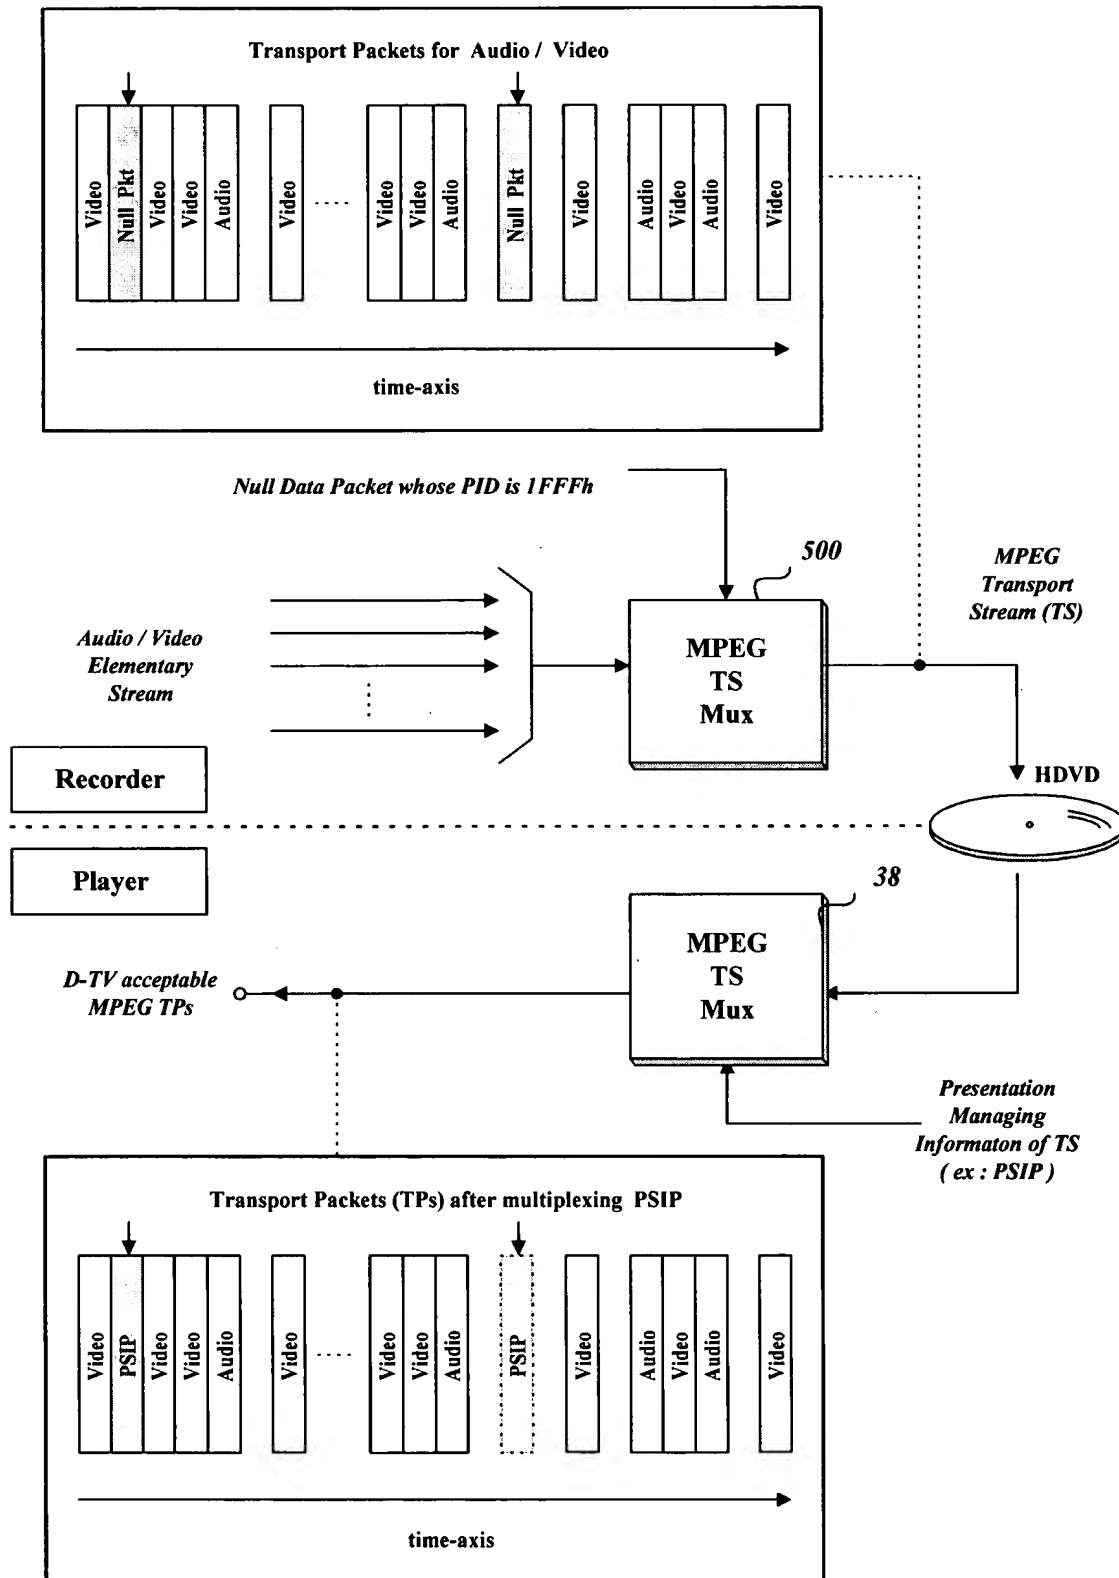 Transport Packets for Audio / Video
Video
Null Pkt
Video
Video
Audio
Video
Video
Video
Audio
Null Pkt
Video
Audio
Video
Audio
Video
time-axis
Null Data Packet whose PID is 1FFFh
500
MPEG
Transport
Stream (TS)
Audio / Video
Elementary
Stream
MPEG
TS
Mux
Recorder
HDVD
Player
38
MPEG
TS
Mux
D-TV acceptable
MPEG TPs
Presentation
Managing
Informaton of TS
( ex : PSIP )
Transport Packets (TPs) after multiplexing PSIP
Video
PSIP
Video
Video
Audio
Video
Video
Video
Audio
PSIP
Video
Audio
Video
Audio
Video
time-axis